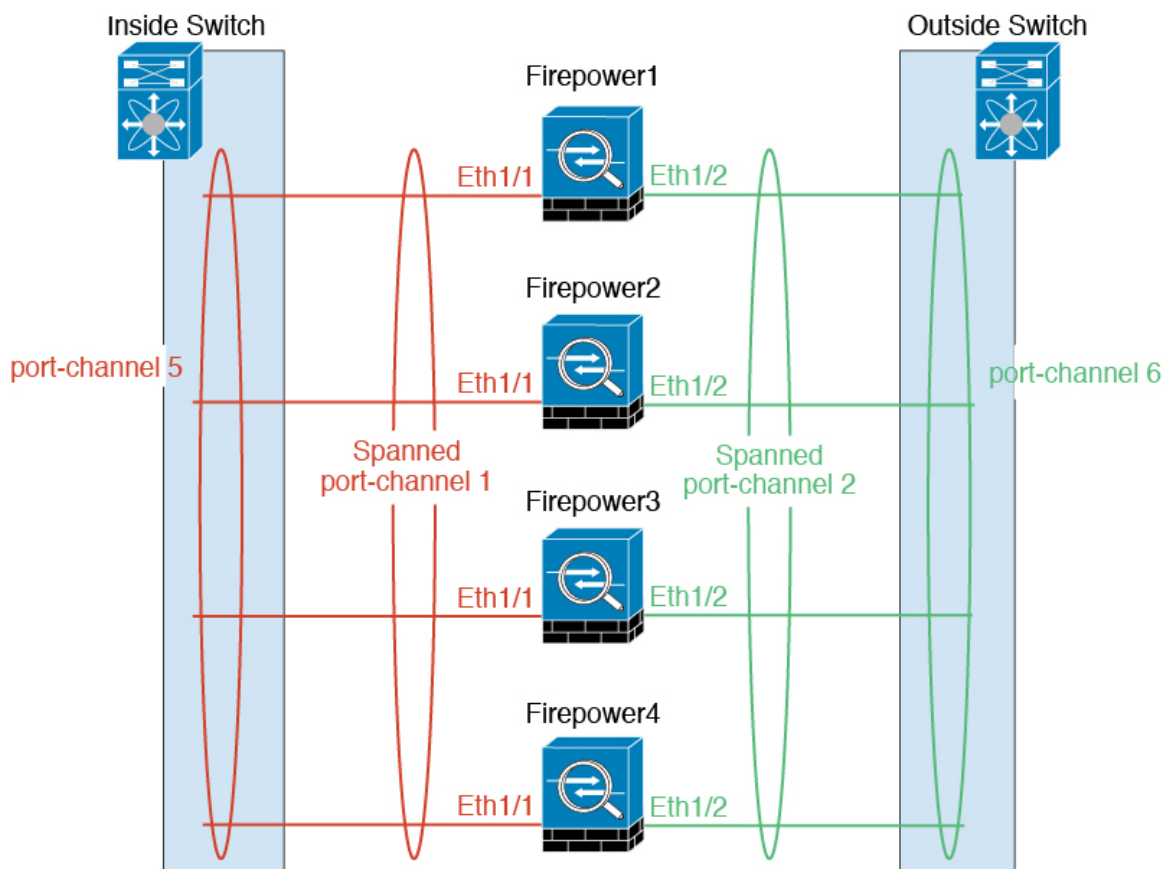 Inside Switch
Outside Switch
Firepower1
Eth1/1
Eth1/2
Firepower2
port-channel 5
Eth1/1
Eth1/2
port-channel 6
Spanned
port-channel 1
Spanned
port-channel 2
Firepower3
Eth1/1
Eth1/2
Firepower4
Eth1/1
Eth1/2